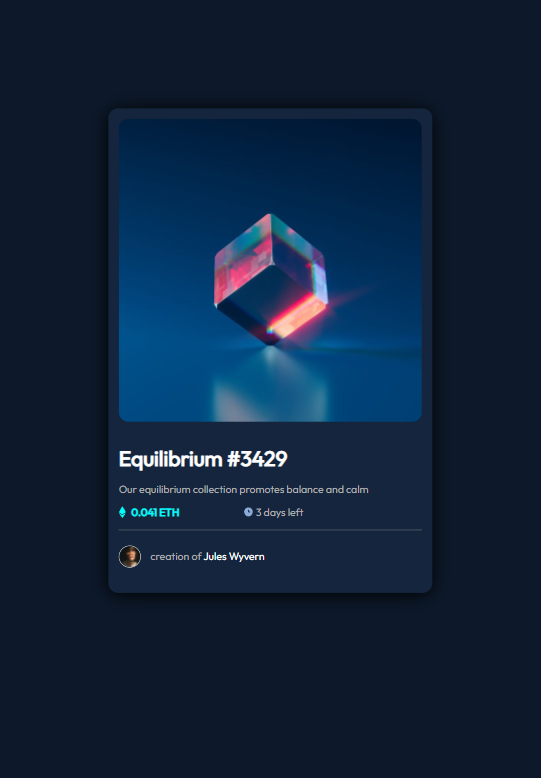 Equilibrium #3429
Our equilibrium collection promotes balance and calm
0.041 ETH 3 days left
creation of Jules Wyvern